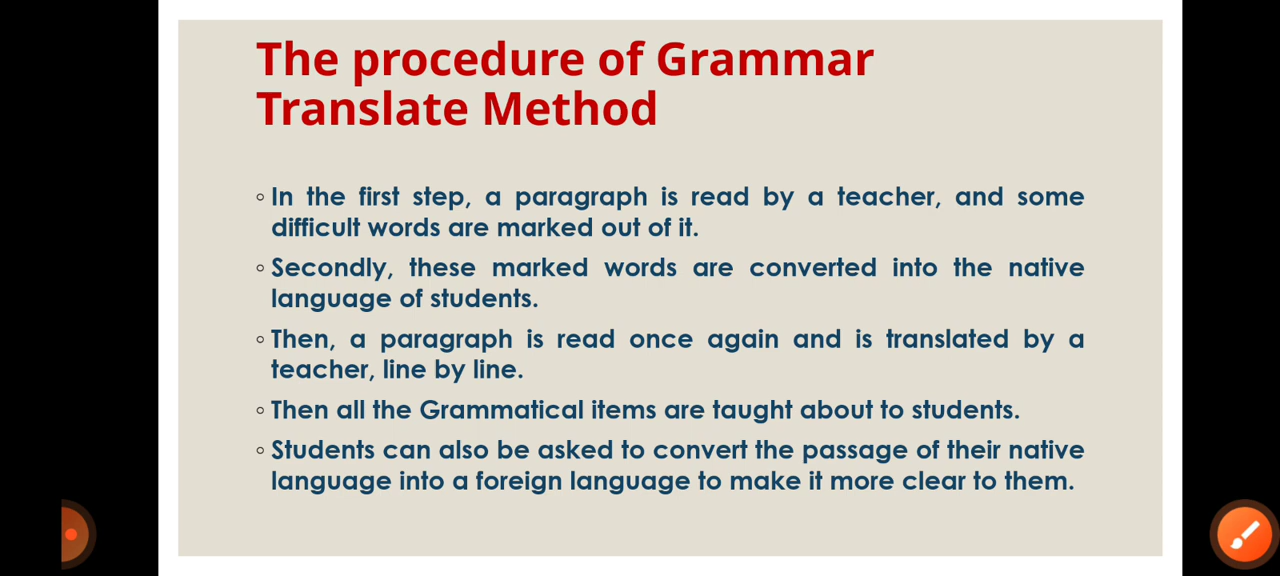 The procedure of Grammar
Translate Method
◦ In the first step, a paragraph is read by a teacher, and some
difficult words are marked out of it.
◦ Secondly, these marked words are converted into the native
language of students.
◦ Then, a paragraph is read once again and is translated by a
teacher, line by line.
◦ Then all the Grammatical items are taught about to students.
◦ Students can also be asked to convert the passage of their native
language into a foreign language to make it more clear to them.